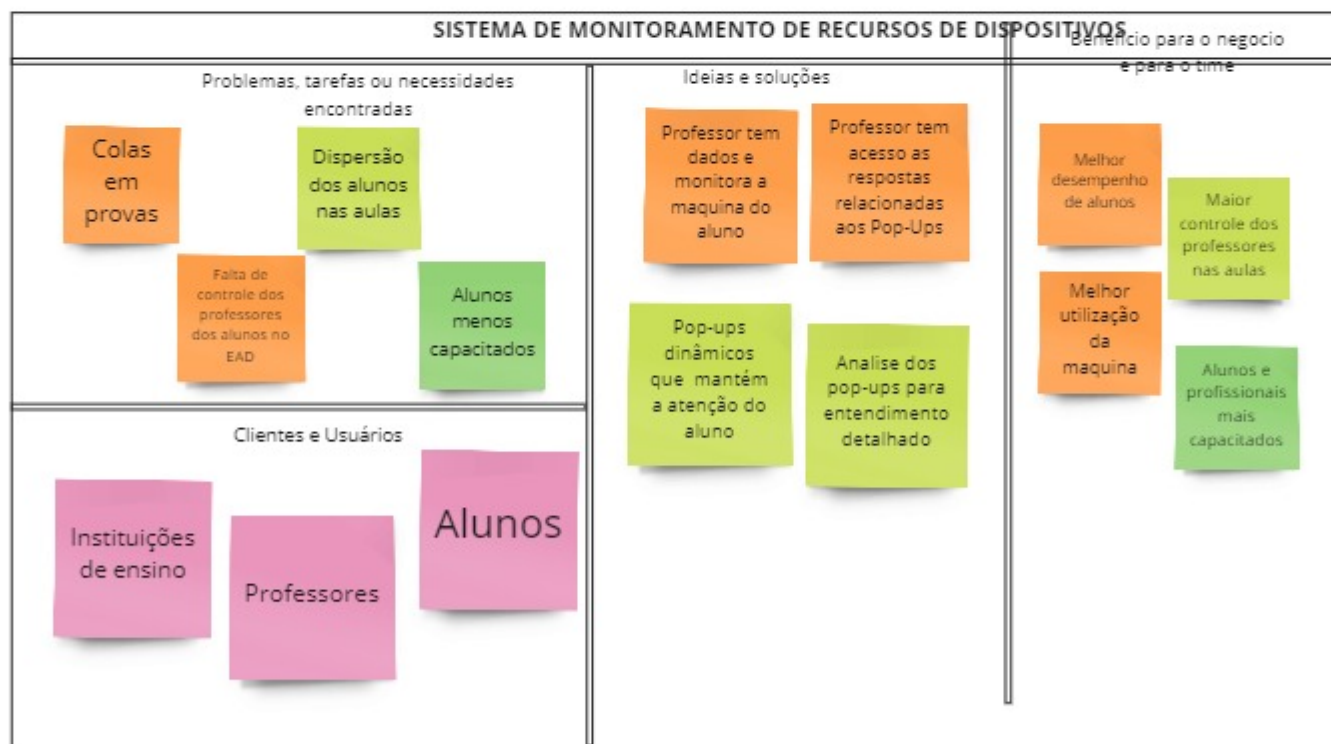 SISTEMA DE MONITORAMENTO DE RECURSOS DE DISPOSITIVOS
Problemas, tarefas ou necessidades
encontradas
Colas
em
provas
Dispersão
dos alunos
nas aulas
Falta de
controle dos
professores
dos alunos no
EAD
Alunos
menos
capacitados
Clientes e Usuários
Instituições
de ensino
Professores
Alunos
Ideias e soluções
Professor tem
dados e
monitora a
maquina do
aluno
Professor tem
acesso as
respostas
relacionadas
aos Pop-Ups
Pop-ups
dinâmicos
que mantém
a atenção do
aluno
Analise dos
pop-ups para
entendimento
detalhado
Beneficio para o negocio
e para o time
Melhor
desempenho
de alunos
Maior
controle dos
professores
nas aulas
Melhor
utilização
da
maquina
Alunos e
profissionais
mais
capacitados